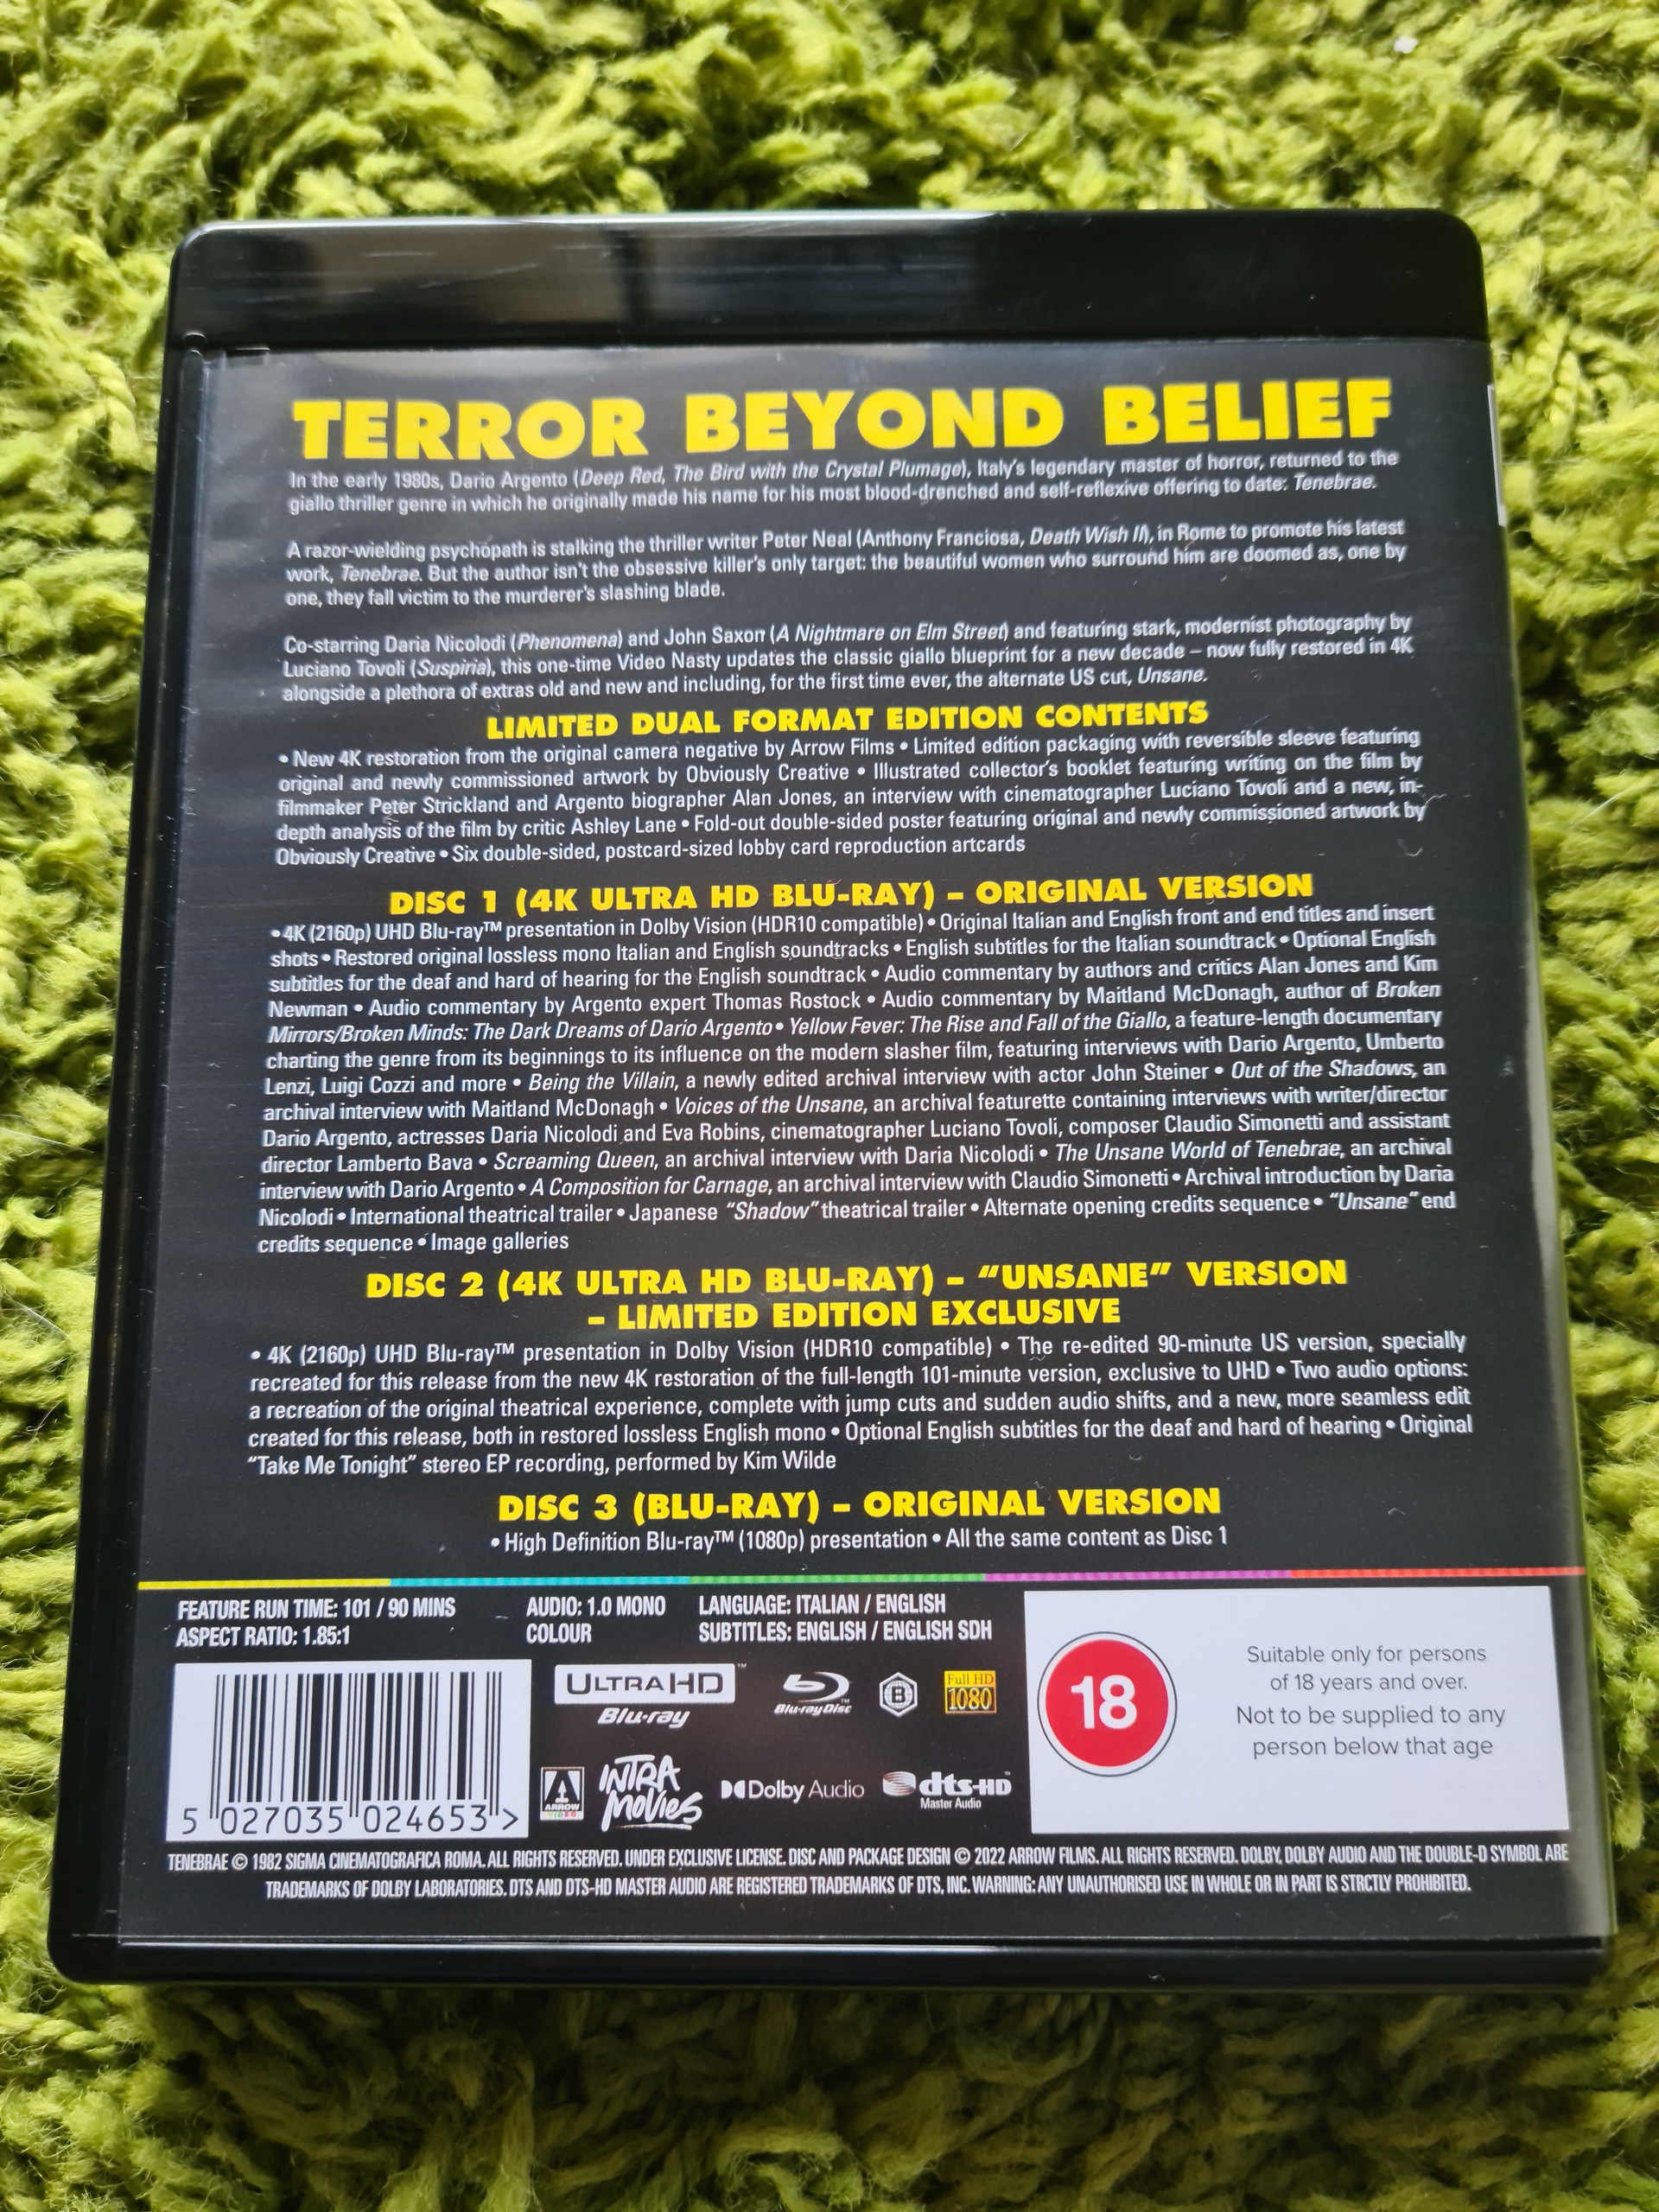 TERROR BEYOND BELIEF
In the early 1980s, Dario Argento (Deep Red, The Bird with the Crystal Plumage), Italy's legendary master of horror, returned to the
giallo thriller genre in which he originally made his name for his most blood-drenched and self-reflexive offering to date: Tenebrae.
A razor-wielding psychopath is stalking the thriller writer Peter Neal (Anthony Franciosa, Death Wish II), in Rome to promote his latest
work, Tenebrae. But the author isn't the obsessive killer's only target: the beautiful women who surround him are doomed as, one by
one, they fall victim to the murderer's slashing blade.
Co-starring Daria Nicolodi (Phenomena) and John Saxon (A Nightmare on Elm Street) and featuring stark, modernist photography by
Luciano Tovoli (Suspiria), this one-time Video Nasty updates the classic giallo blueprint for a new decade – now fully restored in 4K
alongside a plethora of extras old and new and including, for the first time ever, the alternate US cut, Unsane.
LIMITED DUAL FORMAT EDITION CONTENTS
• New 4K restoration from the original camera negative by Arrow Films • Limited edition packaging with reversible sleeve featuring
original and newly commissioned artwork by Obviously Creative • Illustrated collector's booklet featuring writing on the film by
filmmaker Peter Strickland and Argento biographer Alan Jones, an interview with cinematographer Luciano Tovoli and a new, in-
depth analysis of the film by critic Ashley Lane • Fold-out double-sided poster featuring original and newly commissioned artwork by
Obviously Creative • Six double-sided, postcard-sized lobby card reproduction artcards
DISC 1 (4K ULTRA HD BLU-RAY) – ORIGINAL VERSION
• 4K (2160p) UHD Blu-ray™ presentation in Dolby Vision (HDR10 compatible) • Original Italian and English front and end titles and insert
shots • Restored original lossless mono Italian and English soundtracks • English subtitles for the Italian soundtrack • Optional English
subtitles for the deaf and hard of hearing for the English soundtrack • Audio commentary by authors and critics Alan Jones and Kim
Newman • Audio commentary by Argento expert Thomas Rostock • Audio commentary by Maitland McDonagh, author of Broken
Mirrors/Broken Minds: The Dark Dreams of Dario Argento • Yellow Fever: The Rise and Fall of the Giallo, a feature-length documentary
charting the genre from its beginnings to its influence on the modern slasher film, featuring interviews with Dario Argento, Umberto
Lenzi, Luigi Cozzi and more • Being the Villain, a newly edited archival interview with actor John Steiner • Out of the Shadows, an
archival interview with Maitland McDonagh • Voices of the Unsane, an archival featurette containing interviews with writer/director
Dario Argento, actresses Daria Nicolodi and Eva Robins, cinematographer Luciano Tovoli, composer Claudio Simonetti and assistant
director Lamberto Bava • Screaming Queen, an archival interview with Daria Nicolodi • The Unsane World of Tenebrae, an archival
interview with Dario Argento • A Composition for Carnage, an archival interview with Claudio Simonetti • Archival introduction by Daria
Nicolodi • International theatrical trailer • Japanese "Shadow" theatrical trailer • Alternate opening credits sequence • "Unsane" end
credits sequence • Image galleries
DISC 2 (4K ULTRA HD BLU-RAY) – "UNSANE" VERSION
– LIMITED EDITION EXCLUSIVE
• 4K (2160p) UHD Blu-ray™ presentation in Dolby Vision (HDR10 compatible) • The re-edited 90-minute US version, specially
recreated for this release from the new 4K restoration of the full-length 101-minute version, exclusive to UHD • Two audio options:
a recreation of the original theatrical experience, complete with jump cuts and sudden audio shifts, and a new, more seamless edit
created for this release, both in restored lossless English mono • Optional English subtitles for the deaf and hard of hearing • Original
"Take Me Tonight" stereo EP recording, performed by Kim Wilde
DISC 3 (BLU-RAY) – ORIGINAL VERSION
• High Definition Blu-ray™ (1080p) presentation • All the same content as Disc 1
FEATURE RUN TIME: 101 / 90 MINS
ASPECT RATIO: 1.85:1
AUDIO: 1.0 MONO
COLOUR
LANGUAGE: ITALIAN / ENGLISH
SUBTITLES: ENGLISH / ENGLISH SDH
ULTRA HD™
Blu-ray
Blu-ray Disc™
B
Full HD
1080
18
Suitable only for persons
of 18 years and over.
Not to be supplied to any
person below that age
5 027035 024653 >
A
ARROW
VIDEO
INTRA
MOVIES
Dolby Audio
dts-HD™
Master Audio
TENEBRAE © 1982 SIGMA CINEMATOGRAFICA ROMA. ALL RIGHTS RESERVED. UNDER EXCLUSIVE LICENSE. DISC AND PACKAGE DESIGN © 2022 ARROW FILMS. ALL RIGHTS RESERVED. DOLBY, DOLBY AUDIO AND THE DOUBLE-D SYMBOL ARE
TRADEMARKS OF DOLBY LABORATORIES. DTS AND DTS-HD MASTER AUDIO ARE REGISTERED TRADEMARKS OF DTS, INC. WARNING: ANY UNAUTHORISED USE IN WHOLE OR IN PART IS STRCTLY PROHIBITED.